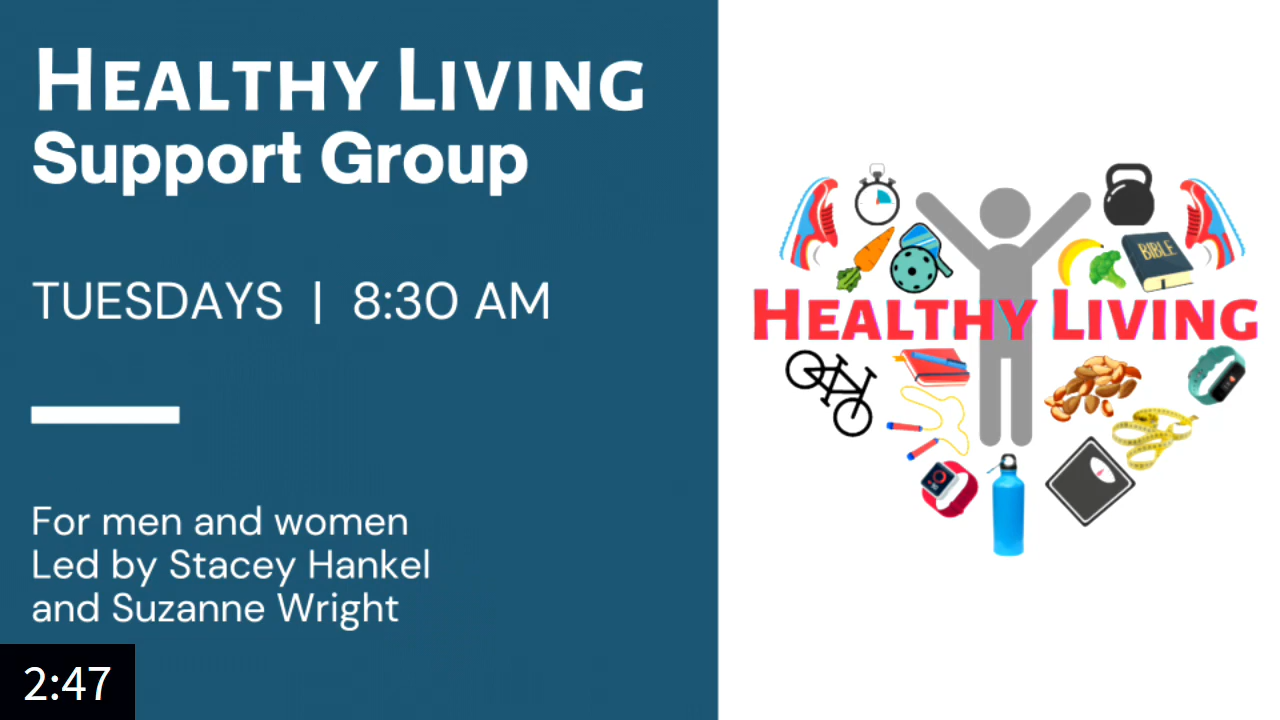 HEALTHY LIVING
Support Group
TUESDAYS | 8:30 AM
For men and women
Led by Stacey Hankel
and Suzanne Wright
2:47
BIBLE
HEALTHY LIVING